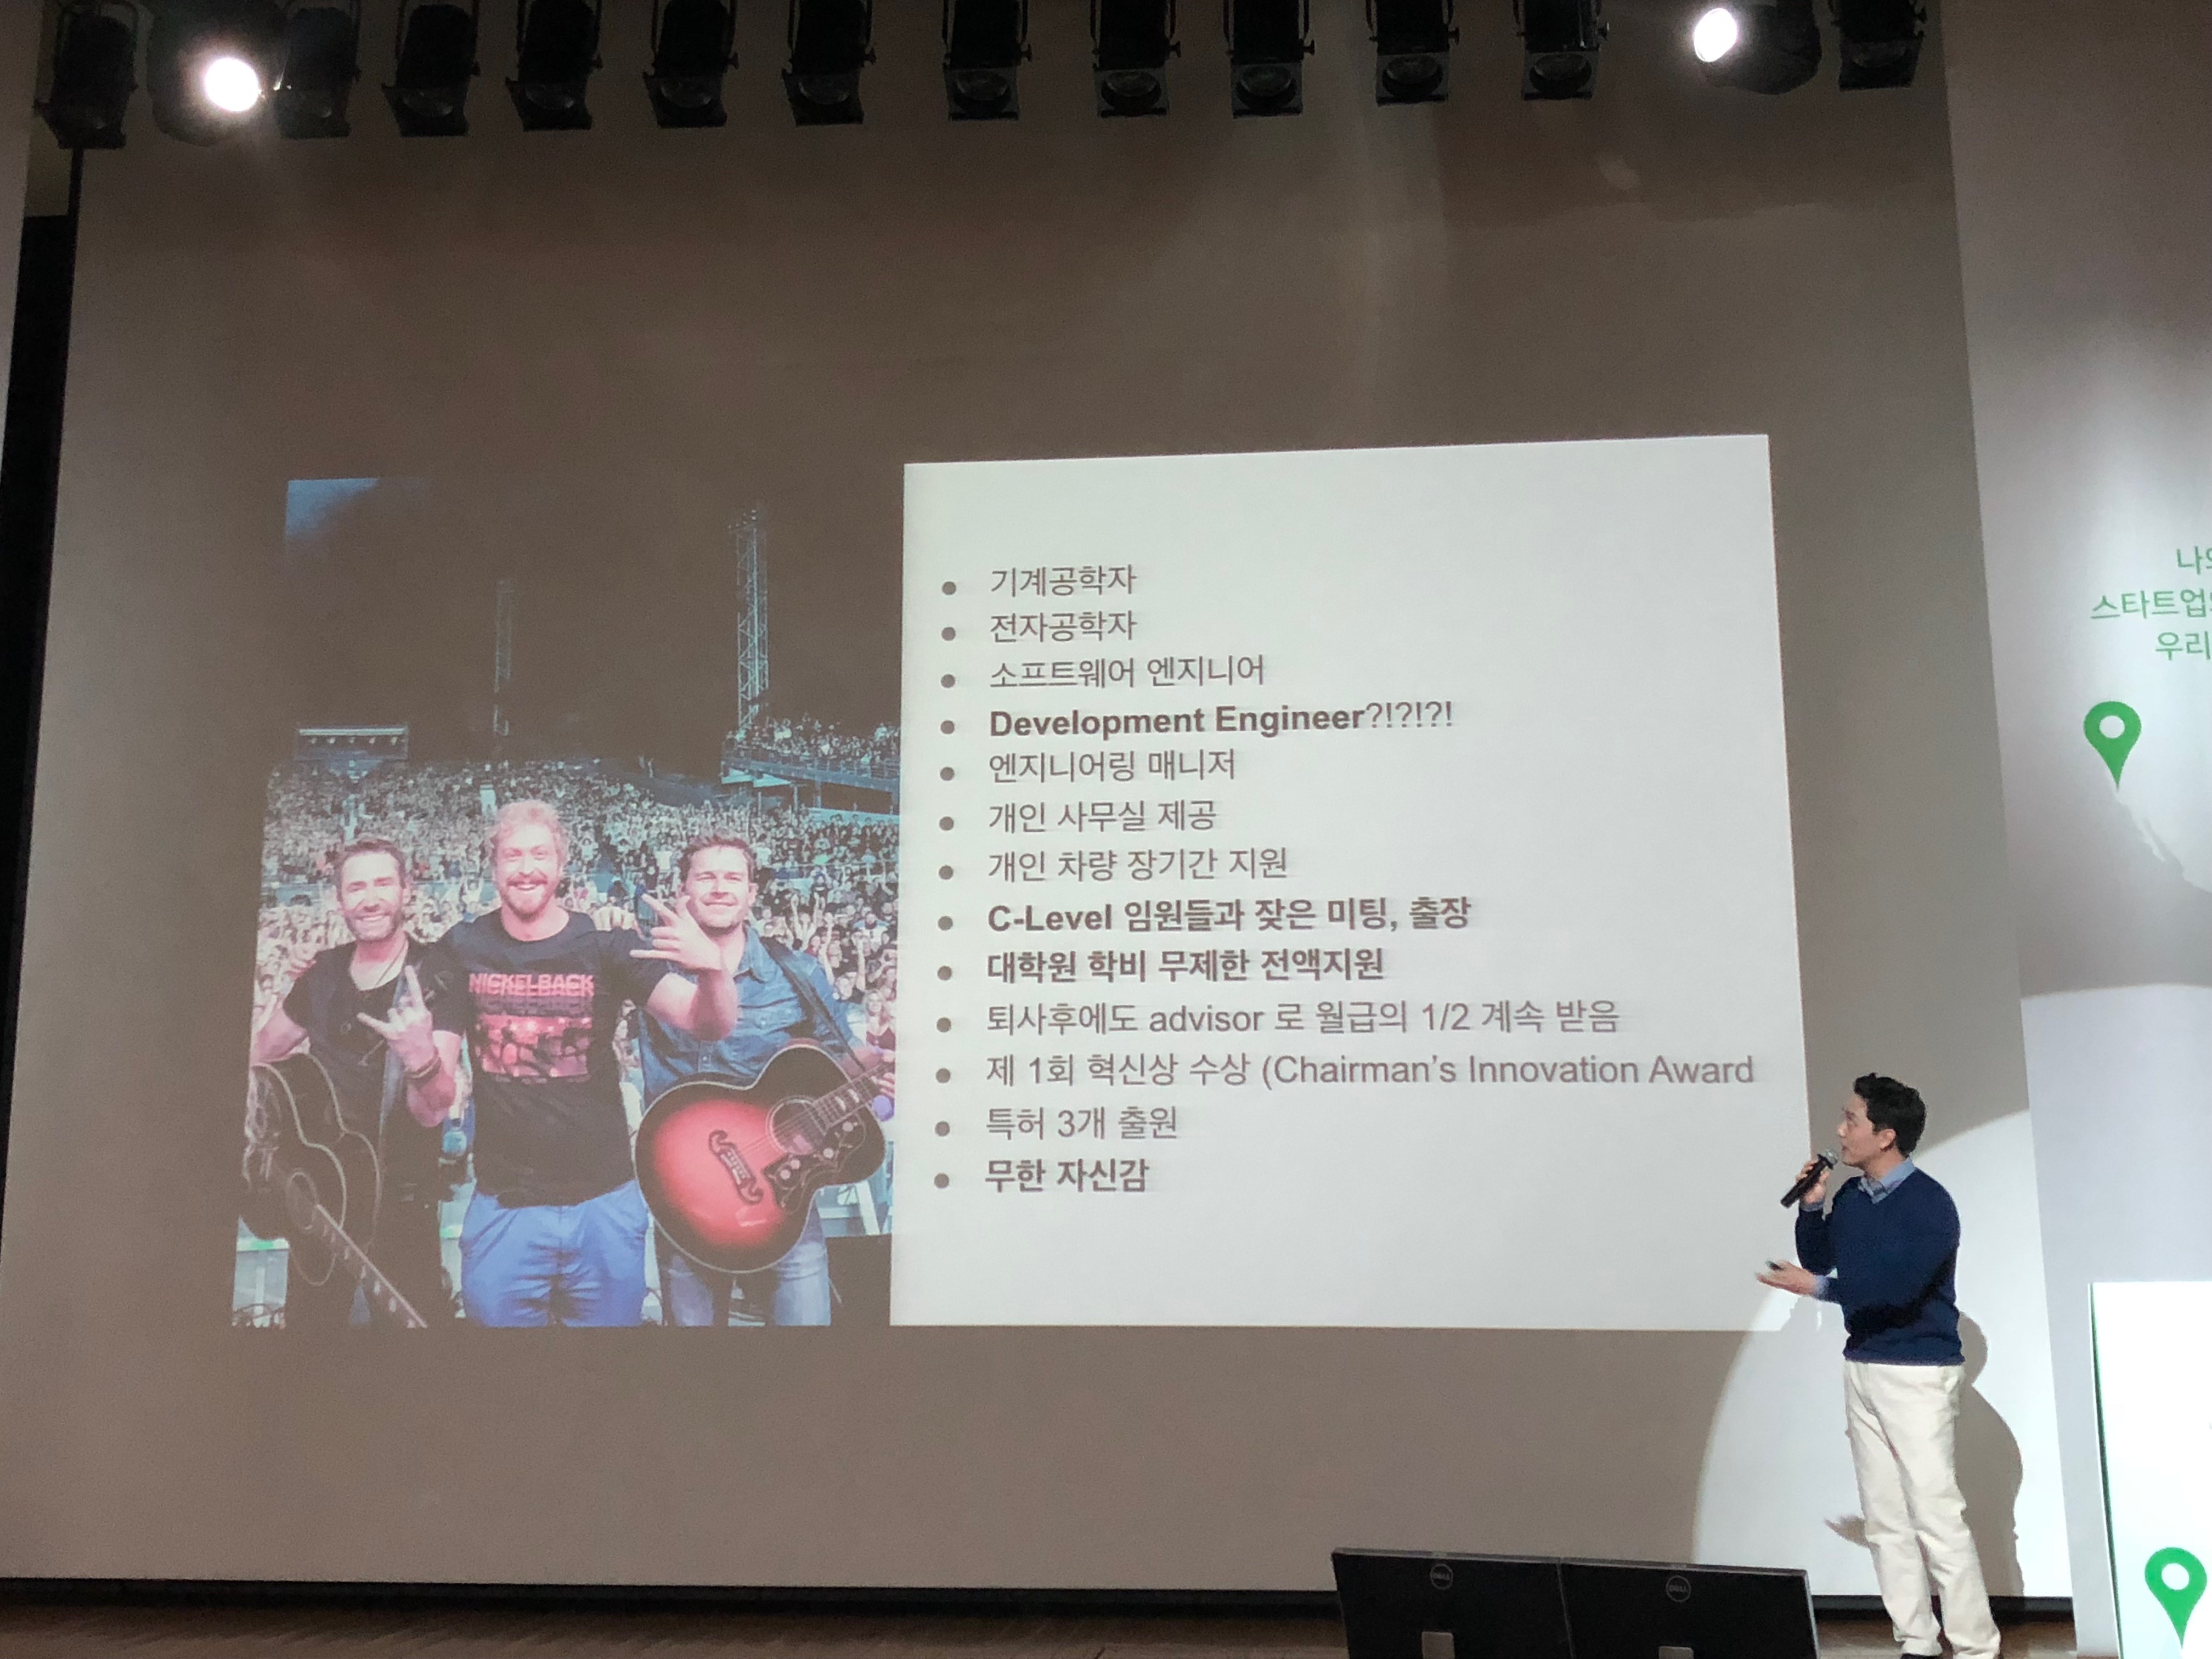 기계공학자
전자공학자
소프트웨어 엔지니어
Development Engineer?!?!?!
엔지니어링 매니저
개인 사무실 제공
개인 차량 장기간 지원
C-Level 임원들과 잦은 미팅, 출장
대학원 학비 무제한 전액지원
퇴사후에도 advisor 로 월급의 1/2 계속 받음
제 1회 혁신상 수상 (Chairman's Innovation Award
특허 3개 출원
무한 자신감
NICKELBACK
스타트업
우리
DELL
DELL